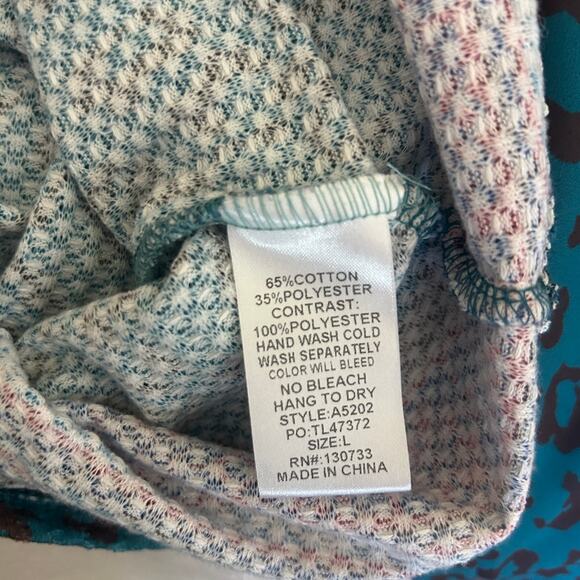 65%COTTON
35%POLYESTER
CONTRAST:
100%POLYESTER
HAND WASH COLD
WASH SEPARATELY
COLOR WILL BLEED
NO BLEACH
HANG TO DRY
STYLE:A5202
PO:TL47372
SIZE:L
RN#:130733
MADE IN CHINA